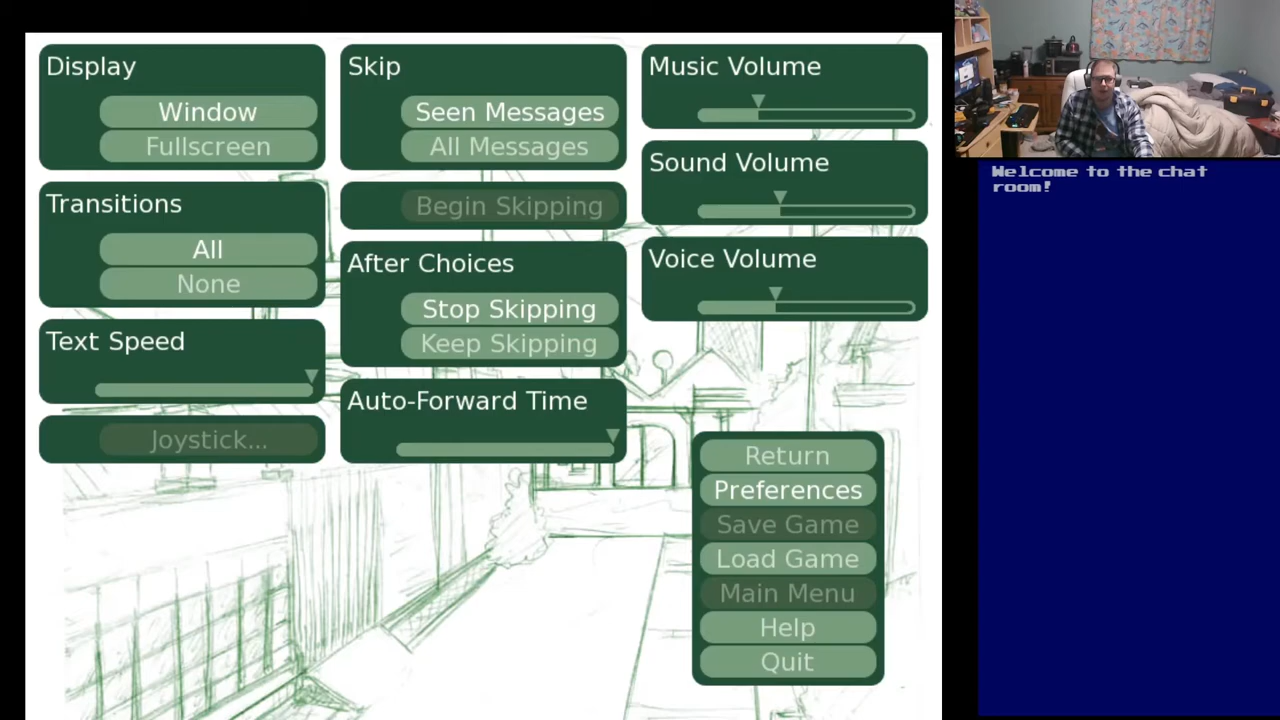 Display
Window
Fullscreen
Transitions
All
None
Text Speed
Joystick...
Skip
Seen Messages
All Messages
Begin Skipping
After Choices
Stop Skipping
Keep Skipping
Auto-Forward Time
Music Volume
Sound Volume
Voice Volume
Return
Preferences
Save Game
Load Game
Main Menu
Help
Quit
Welcome to the chat
room!